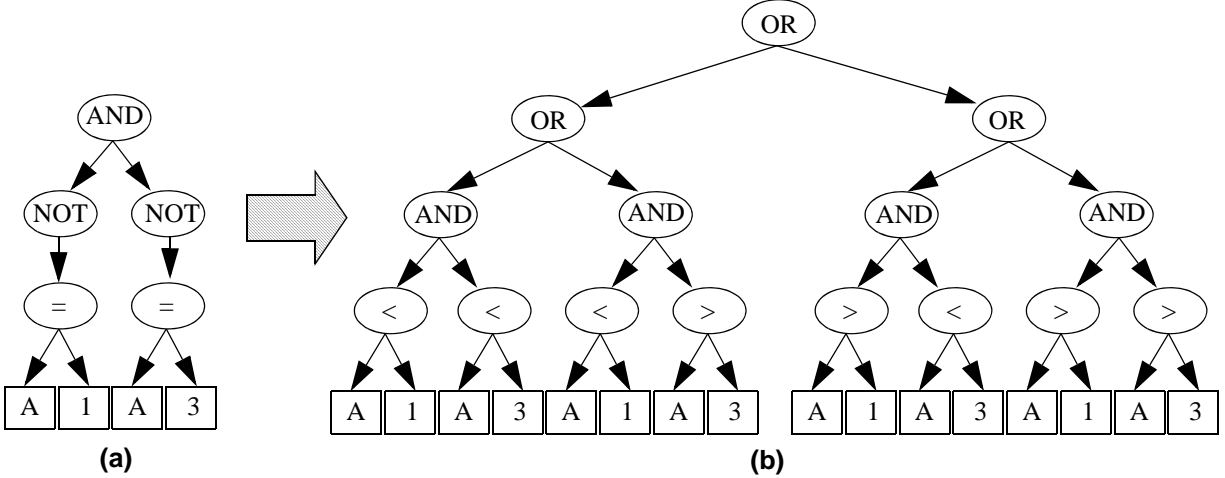 OR
AND OR OR
NOT NOT AND AND AND AND
= = < < < > > < > >
A 1 A 3 A 1 A 3 A 1 A 3 A 1 A 3 A 1 A 3
(a) (b)